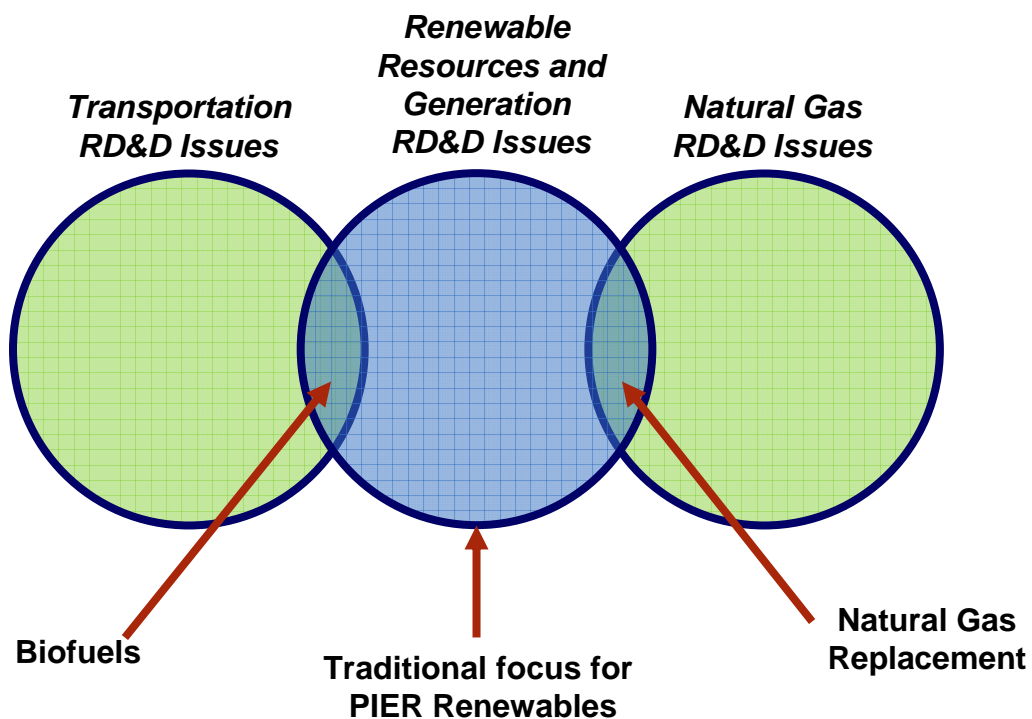 Transportation
RD&D Issues
Renewable
Resources and
Generation
RD&D Issues
Natural Gas
RD&D Issues
Biofuels
Traditional focus for
PIER Renewables
Natural Gas
Replacement